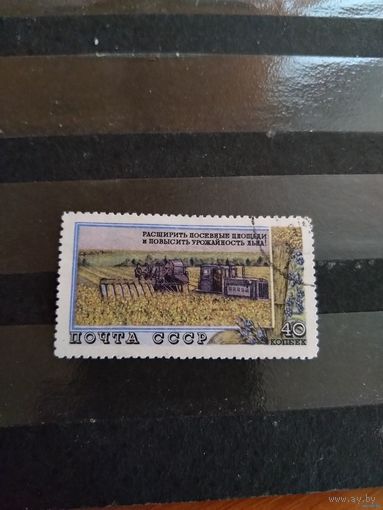 РАСШИРИТЬ ПОСЕВНЫЕ ПЛОЩАДИ
И ПОВЫСИТЬ УРОЖАЙНОСТЬ ЛЬНА!
40
ПОЧТА СССР
КОПЕЕК
www.ay.by